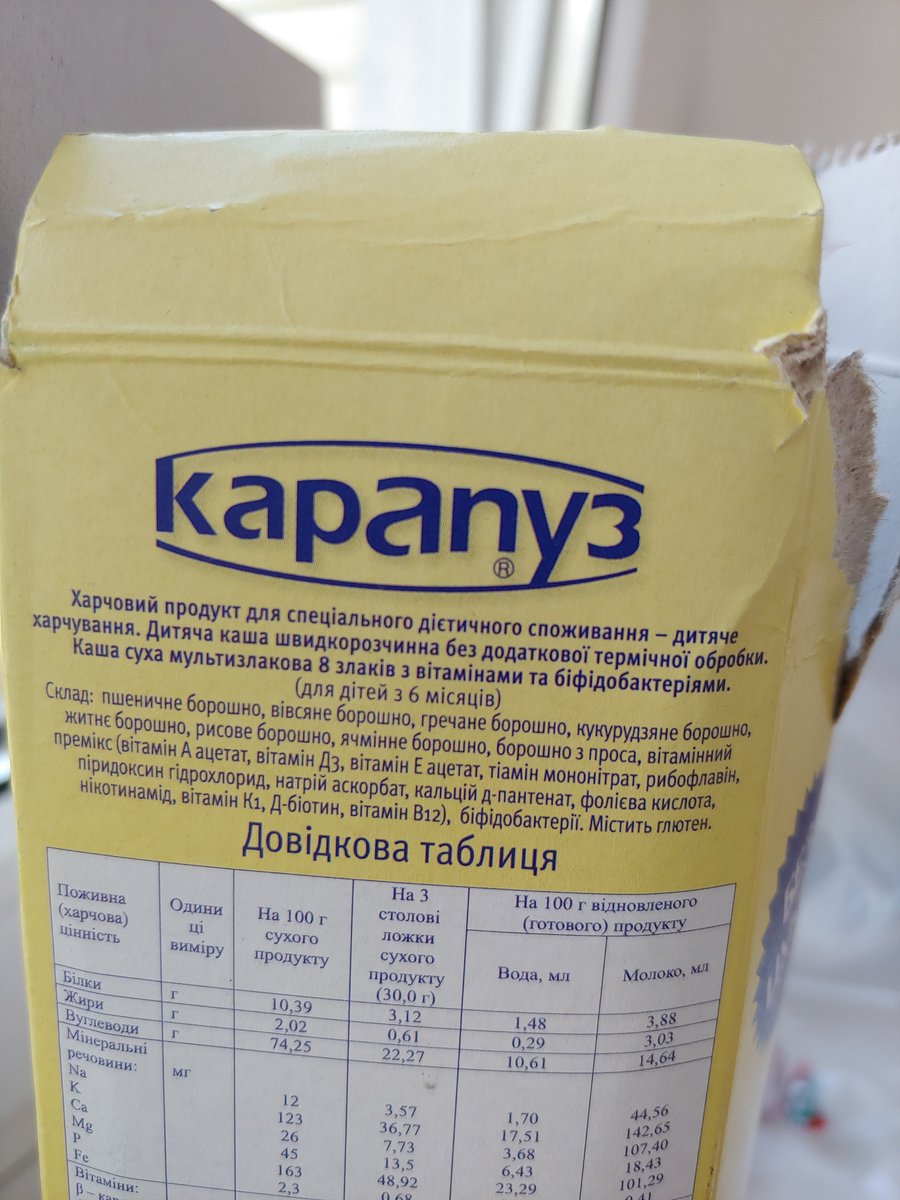 карапуз
®
Харчовий продукт для спеціального дієтичного споживання – дитяче
харчування. Дитяча каша швидкорозчинна без додаткової термічної обробки.
Каша суха мультизлакова 8 злаків з вітамінами та біфідобактеріями.
(для дітей з 6 місяців)
Склад: пшеничне борошно, вівсяне борошно, гречане борошно, кукурудзяне борошно,
житнє борошно, рисове борошно, ячмінне борошно, борошно з проса, вітамінний
премікс (вітамін А ацетат, вітамін Д3, вітамін Е ацетат, тіамін мононітрат, рибофлавін,
піридоксин гідрохлорид, натрій аскорбат, кальцій д-пантенат, фолієва кислота,
нікотинамід, вітамін К1, Д-біотин, вітамін В12), біфідобактерії. Містить глютен.
Довідкова таблиця
Поживна (харчова) цінність Одини ці виміру На 100 г сухого продукту На 3 столові ложки сухого продукту (30,0 г) На 100 г відновленого (готового) продукту
Вода, мл Молоко, мл
Білки г 10,39 3,12 1,48 3,88
Жири г 2,02 0,61 0,29 3,03
Вуглеводи г 74,25 22,27 10,61 14,64
Мінеральні речовини: мг
Na 12 3,57 1,70 44,56
K 123 36,77 17,51 142,65
Ca 26 7,73 3,68 107,40
Mg 45 13,5 6,43 18,43
P 163 48,92 23,29 101,29
Fe 2,3 0,68 0,41
Вітаміни:
β – кар